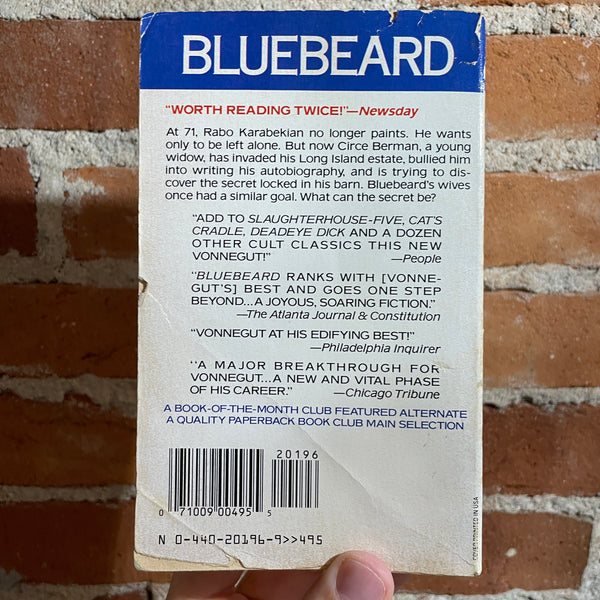 BLUEBEARD
"WORTH READING TWICE!"—Newsday
At 71, Rabo Karabekian no longer paints. He wants
only to be left alone. But now Circe Berman, a young
widow, has invaded his Long Island estate, bullied him
into writing his autobiography, and is trying to dis-
cover the secret locked in his barn. Bluebeard's wives
once had a similar goal. What can the secret be?
"ADD TO SLAUGHTERHOUSE-FIVE, CAT'S
CRADLE, DEADEYE DICK AND A DOZEN
OTHER CULT CLASSICS THIS NEW
VONNEGUT!" —People
"BLUEBEARD RANKS WITH [VONNE-
GUT'S] BEST AND GOES ONE STEP
BEYOND...A JOYOUS, SOARING FICTION."
—The Atlanta Journal & Constitution
"VONNEGUT AT HIS EDIFYING BEST!"
—Philadelphia Inquirer
"A MAJOR BREAKTHROUGH FOR
VONNEGUT...A NEW AND VITAL PHASE
OF HIS CAREER." —Chicago Tribune
A BOOK-OF-THE-MONTH CLUB FEATURED ALTERNATE
A QUALITY PAPERBACK BOOK CLUB MAIN SELECTION
20196
0 71009 00495 5
N 0-440-20196-9>>495
COVER PRINTED IN USA